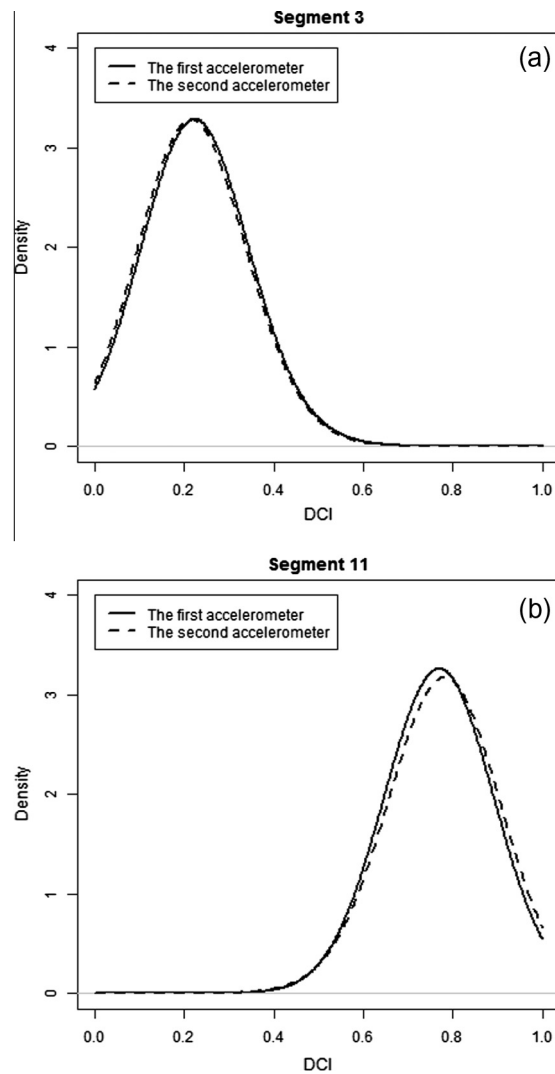 Segment 3
(a)
The first accelerometer
The second accelerometer
Density
4
3
2
1
0
0.0 0.2 0.4 0.6 0.8 1.0
DCI
Segment 11
(b)
The first accelerometer
The second accelerometer
Density
4
3
2
1
0
0.0 0.2 0.4 0.6 0.8 1.0
DCI